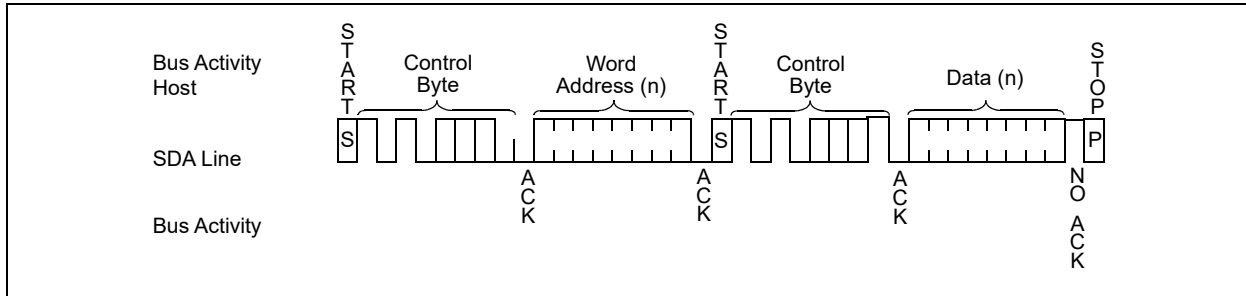 Bus Activity
Host
START
Control
Byte
Word
Address (n)
START
Control
Byte
Data (n)
STOP
SDA Line
S
S
P
Bus Activity
ACK
ACK
ACK
NO ACK